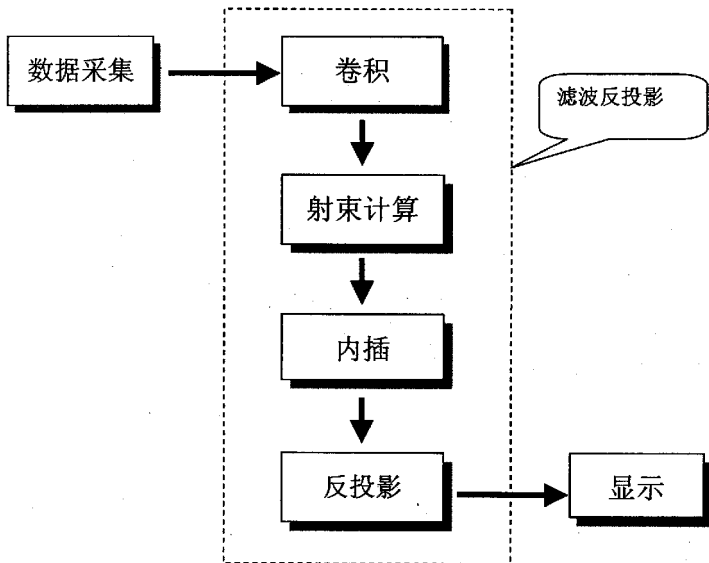 数据采集
卷积
滤波反投影
射束计算
内插
反投影
显示